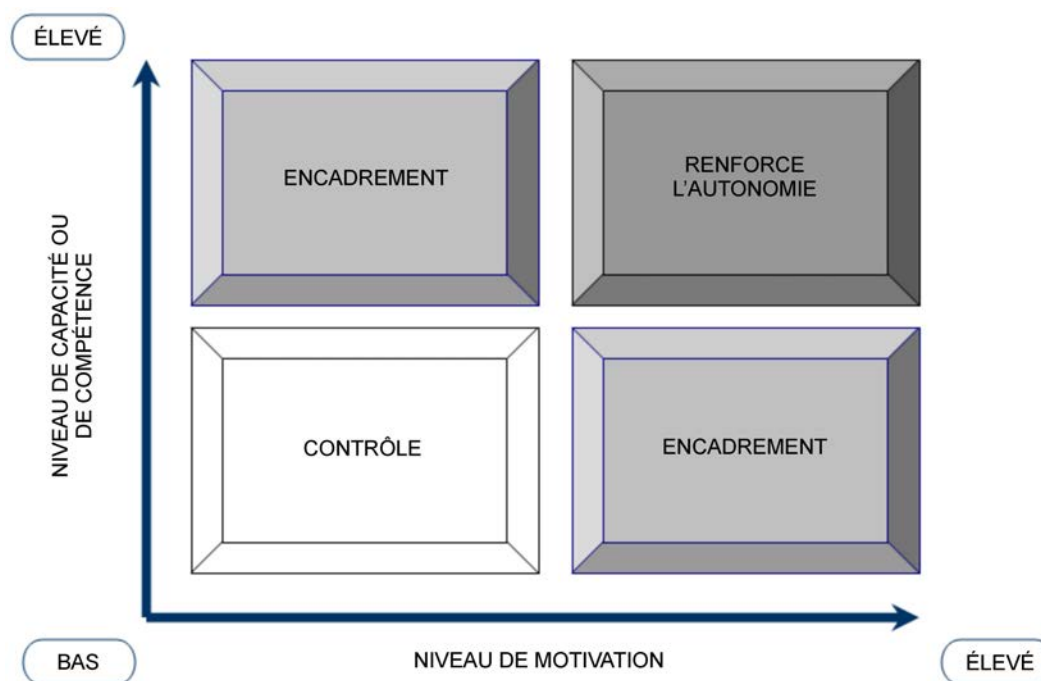 ÉLEVÉ
ENCADREMENT
RENFORCE
L'AUTONOMIE
NIVEAU DE CAPACITÉ OU
DE COMPÉTENCE
CONTRÔLE
ENCADREMENT
BAS
NIVEAU DE MOTIVATION
ÉLEVÉ